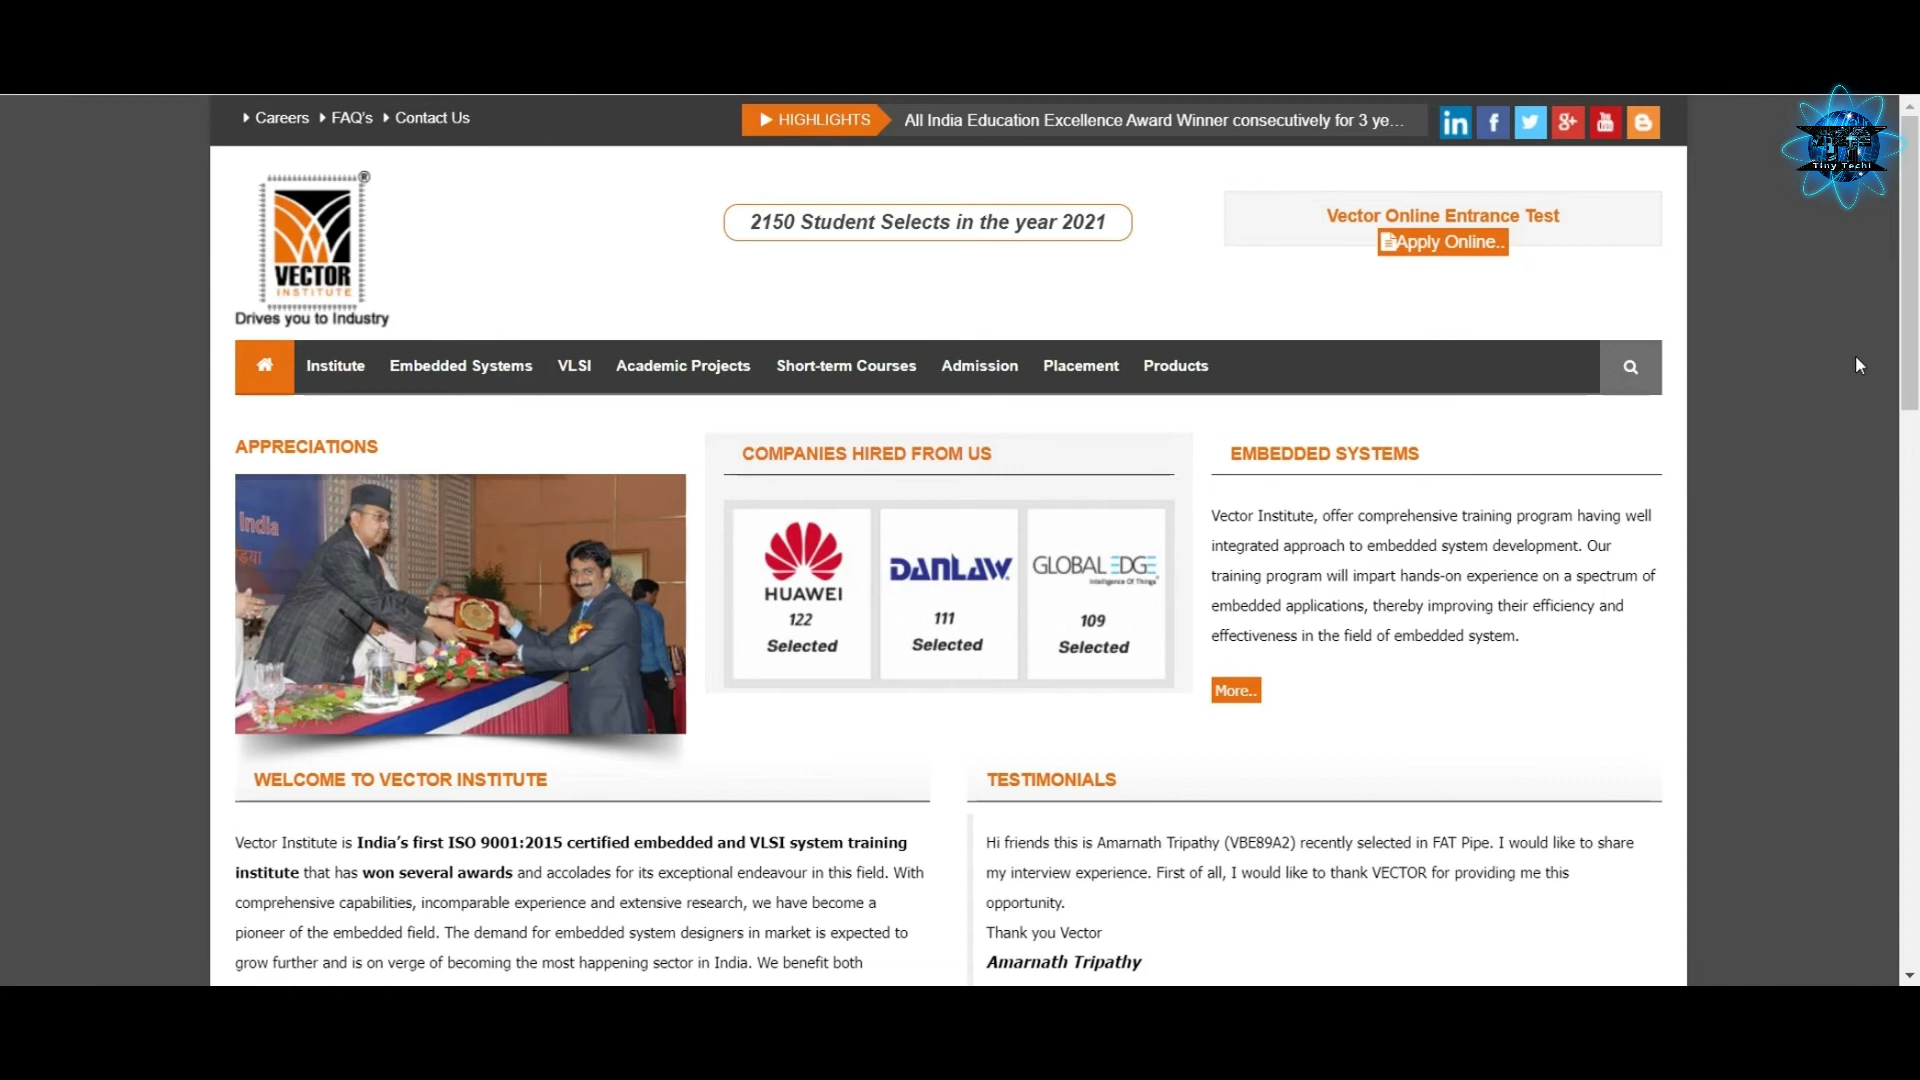 Careers FAQ's Contact Us
HIGHLIGHTS
All India Education Excellence Award Winner consecutively for 3 ye...
Tiny Tech!
VECTOR
INSTITUTE
Drives you to Industry
2150 Student Selects in the year 2021
Vector Online Entrance Test
Apply Online..
Institute Embedded Systems VLSI Academic Projects Short-term Courses Admission Placement Products
APPRECIATIONS
India
COMPANIES HIRED FROM US
HUAWEI
122
Selected
DANLAW
111
Selected
GLOBAL EDGE
Intelligence Of Things
109
Selected
EMBEDDED SYSTEMS
Vector Institute, offer comprehensive training program having well
integrated approach to embedded system development. Our
training program will impart hands-on experience on a spectrum of
embedded applications, thereby improving their efficiency and
effectiveness in the field of embedded system.
More..
WELCOME TO VECTOR INSTITUTE
Vector Institute is India's first ISO 9001:2015 certified embedded and VLSI system training
institute that has won several awards and accolades for its exceptional endeavour in this field. With
comprehensive capabilities, incomparable experience and extensive research, we have become a
pioneer of the embedded field. The demand for embedded system designers in market is expected to
grow further and is on verge of becoming the most happening sector in India. We benefit both
TESTIMONIALS
Hi friends this is Amarnath Tripathy (VBE89A2) recently selected in FAT Pipe. I would like to share
my interview experience. First of all, I would like to thank VECTOR for providing me this
opportunity.
Thank you Vector
Amarnath Tripathy